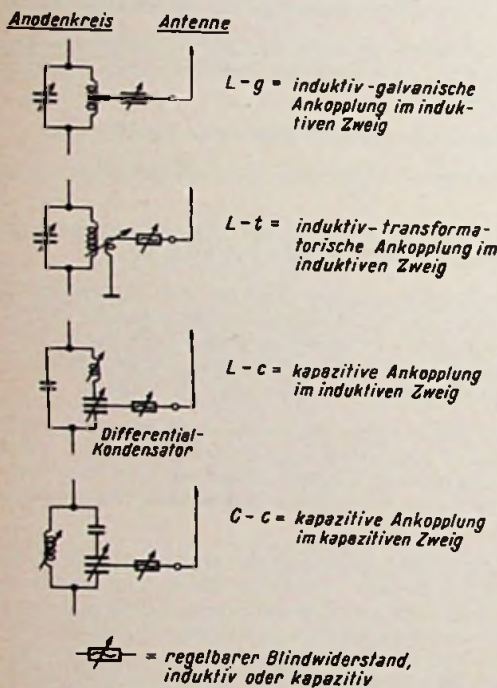 Anodenkreis Antenne
L-g = induktiv-galvanische
Ankopplung im induk-
tiven Zweig
L-t = induktiv-transforma-
torische Ankopplung im
induktiven Zweig
L-c = kapazitive Ankopplung
im induktiven Zweig
Differential-
Kondensator
C-c = kapazitive Ankopplung
im kapazitiven Zweig
= regelbarer Blindwiderstand,
induktiv oder kapazitiv